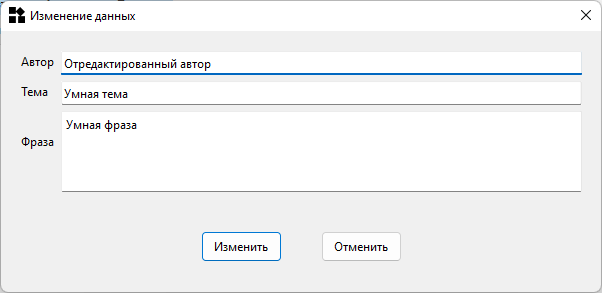 Изменение данных
Автор Отредактированный автор
Тема Умная тема
Фраза Умная фраза
Изменить Отменить